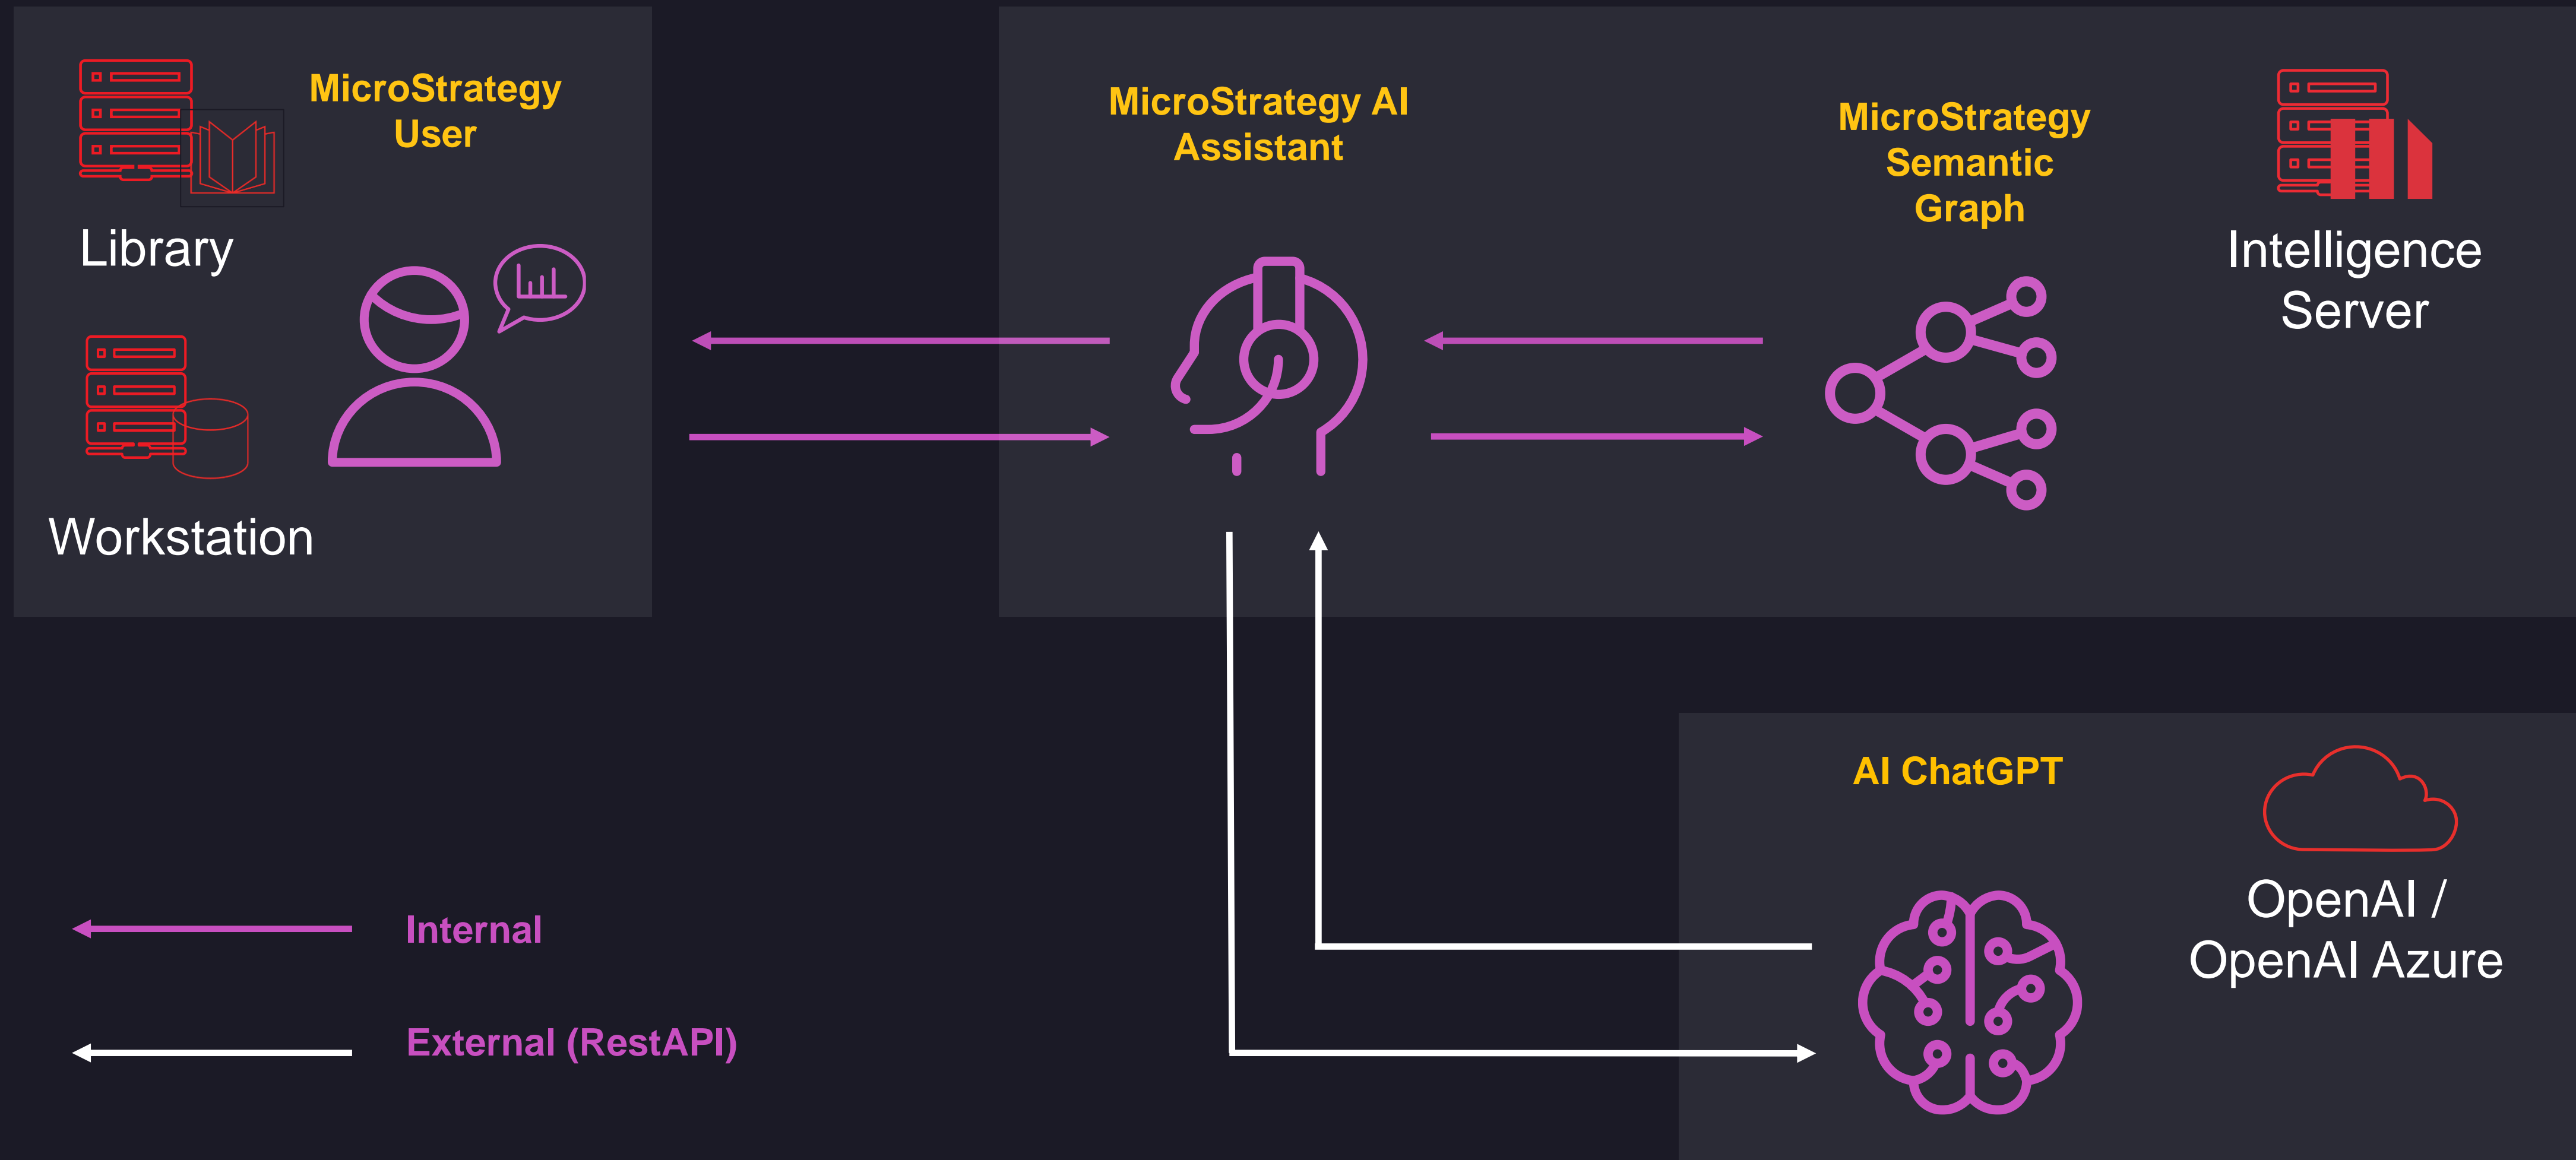 MicroStrategy
User
Library
Workstation
MicroStrategy AI
Assistant
MicroStrategy
Semantic
Graph
Intelligence
Server
AI ChatGPT
OpenAI /
OpenAI Azure
Internal
External (RestAPI)